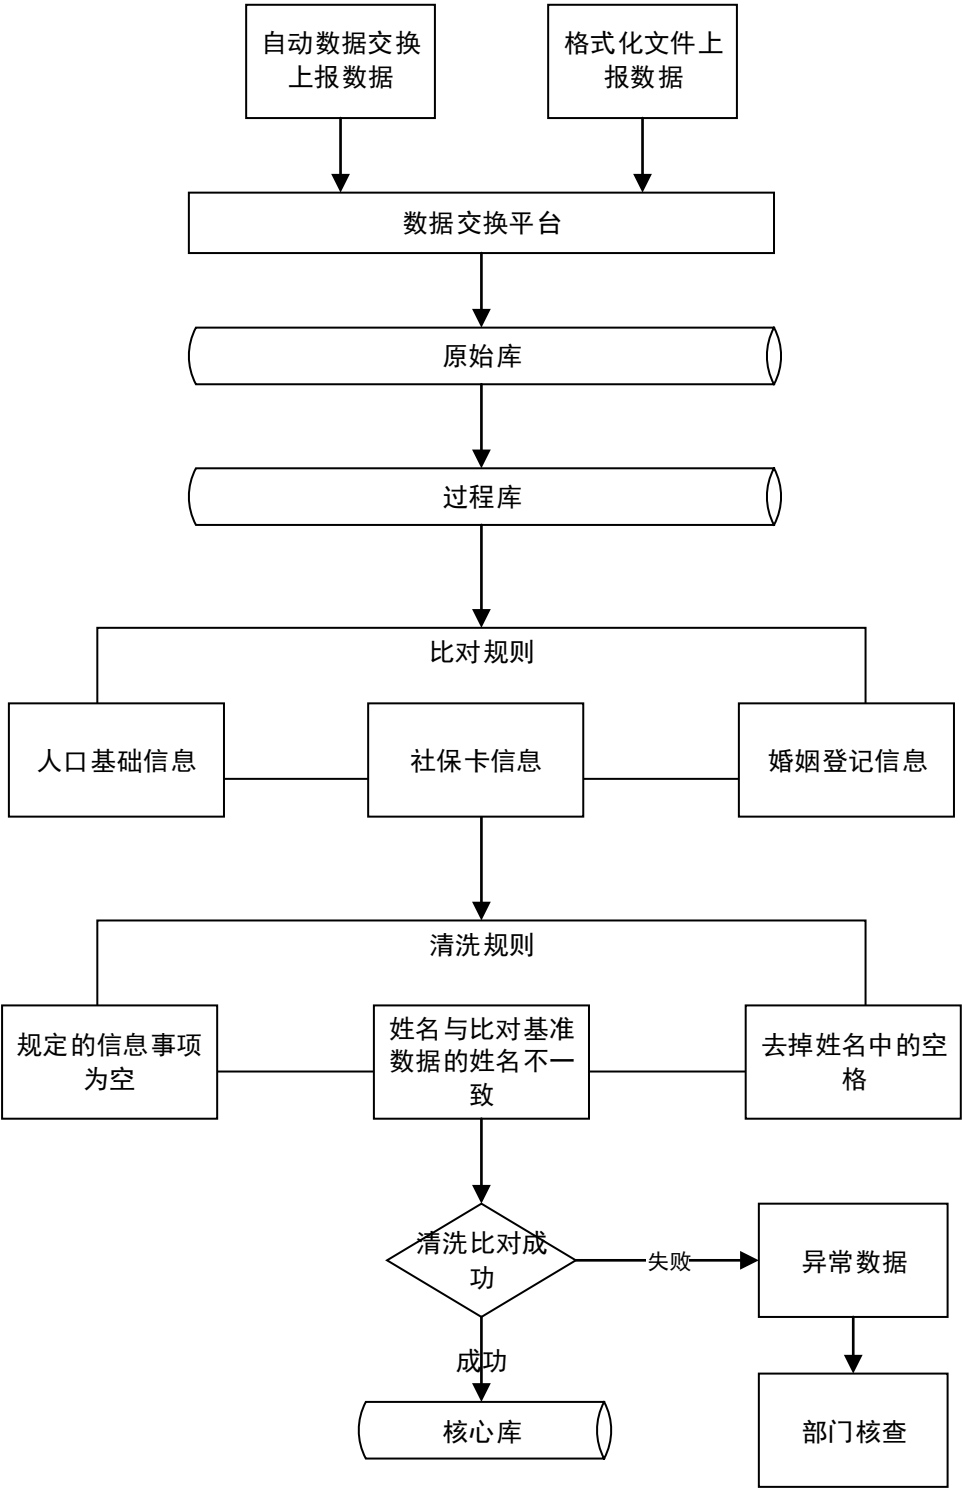 自动数据交换
上报数据
格式化文件上
报数据
数据交换平台
原始库
过程库
比对规则
人口基础信息
社保卡信息
婚姻登记信息
清洗规则
规定的信息事项
为空
姓名与比对基准
数据的姓名不一
致
去掉姓名中的空
格
清洗比对成
功
失败
异常数据
成功
核心库
部门核查